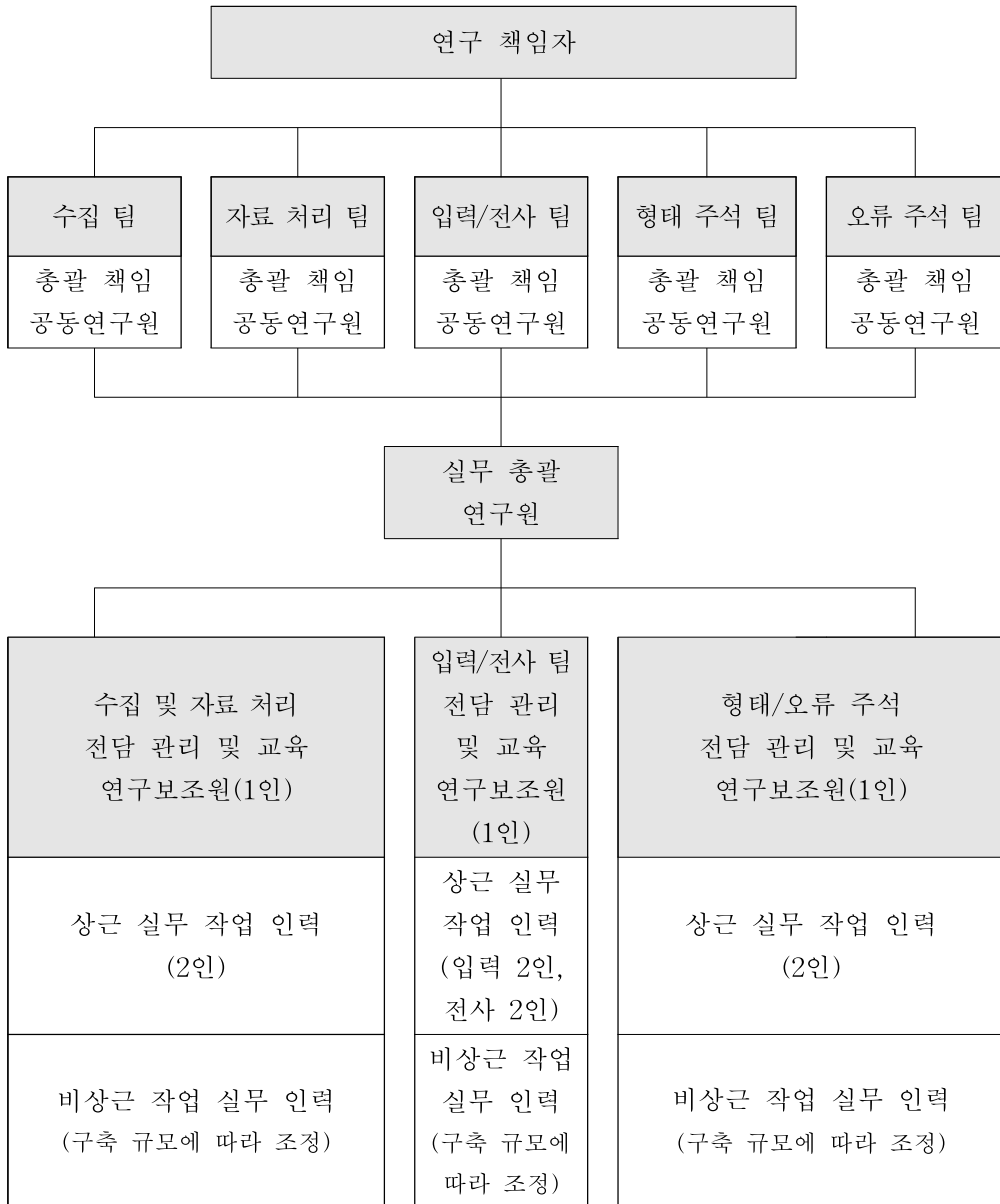 연구 책임자
수집 팀
총괄 책임
공동연구원
자료 처리 팀
총괄 책임
공동연구원
입력/전사 팀
총괄 책임
공동연구원
형태 주석 팀
총괄 책임
공동연구원
오류 주석 팀
총괄 책임
공동연구원
실무 총괄
연구원
수집 및 자료 처리
전담 관리 및 교육
연구보조원(1인)
상근 실무 작업 인력
(2인)
비상근 작업 실무 인력
(구축 규모에 따라 조정)
입력/전사 팀
전담 관리
및 교육
연구보조원
(1인)
상근 실무
작업 인력
(입력 2인,
전사 2인)
비상근 작업
실무 인력
(구축 규모에
따라 조정)
형태/오류 주석
전담 관리 및 교육
연구보조원(1인)
상근 실무 작업 인력
(2인)
비상근 작업 실무 인력
(구축 규모에 따라 조정)